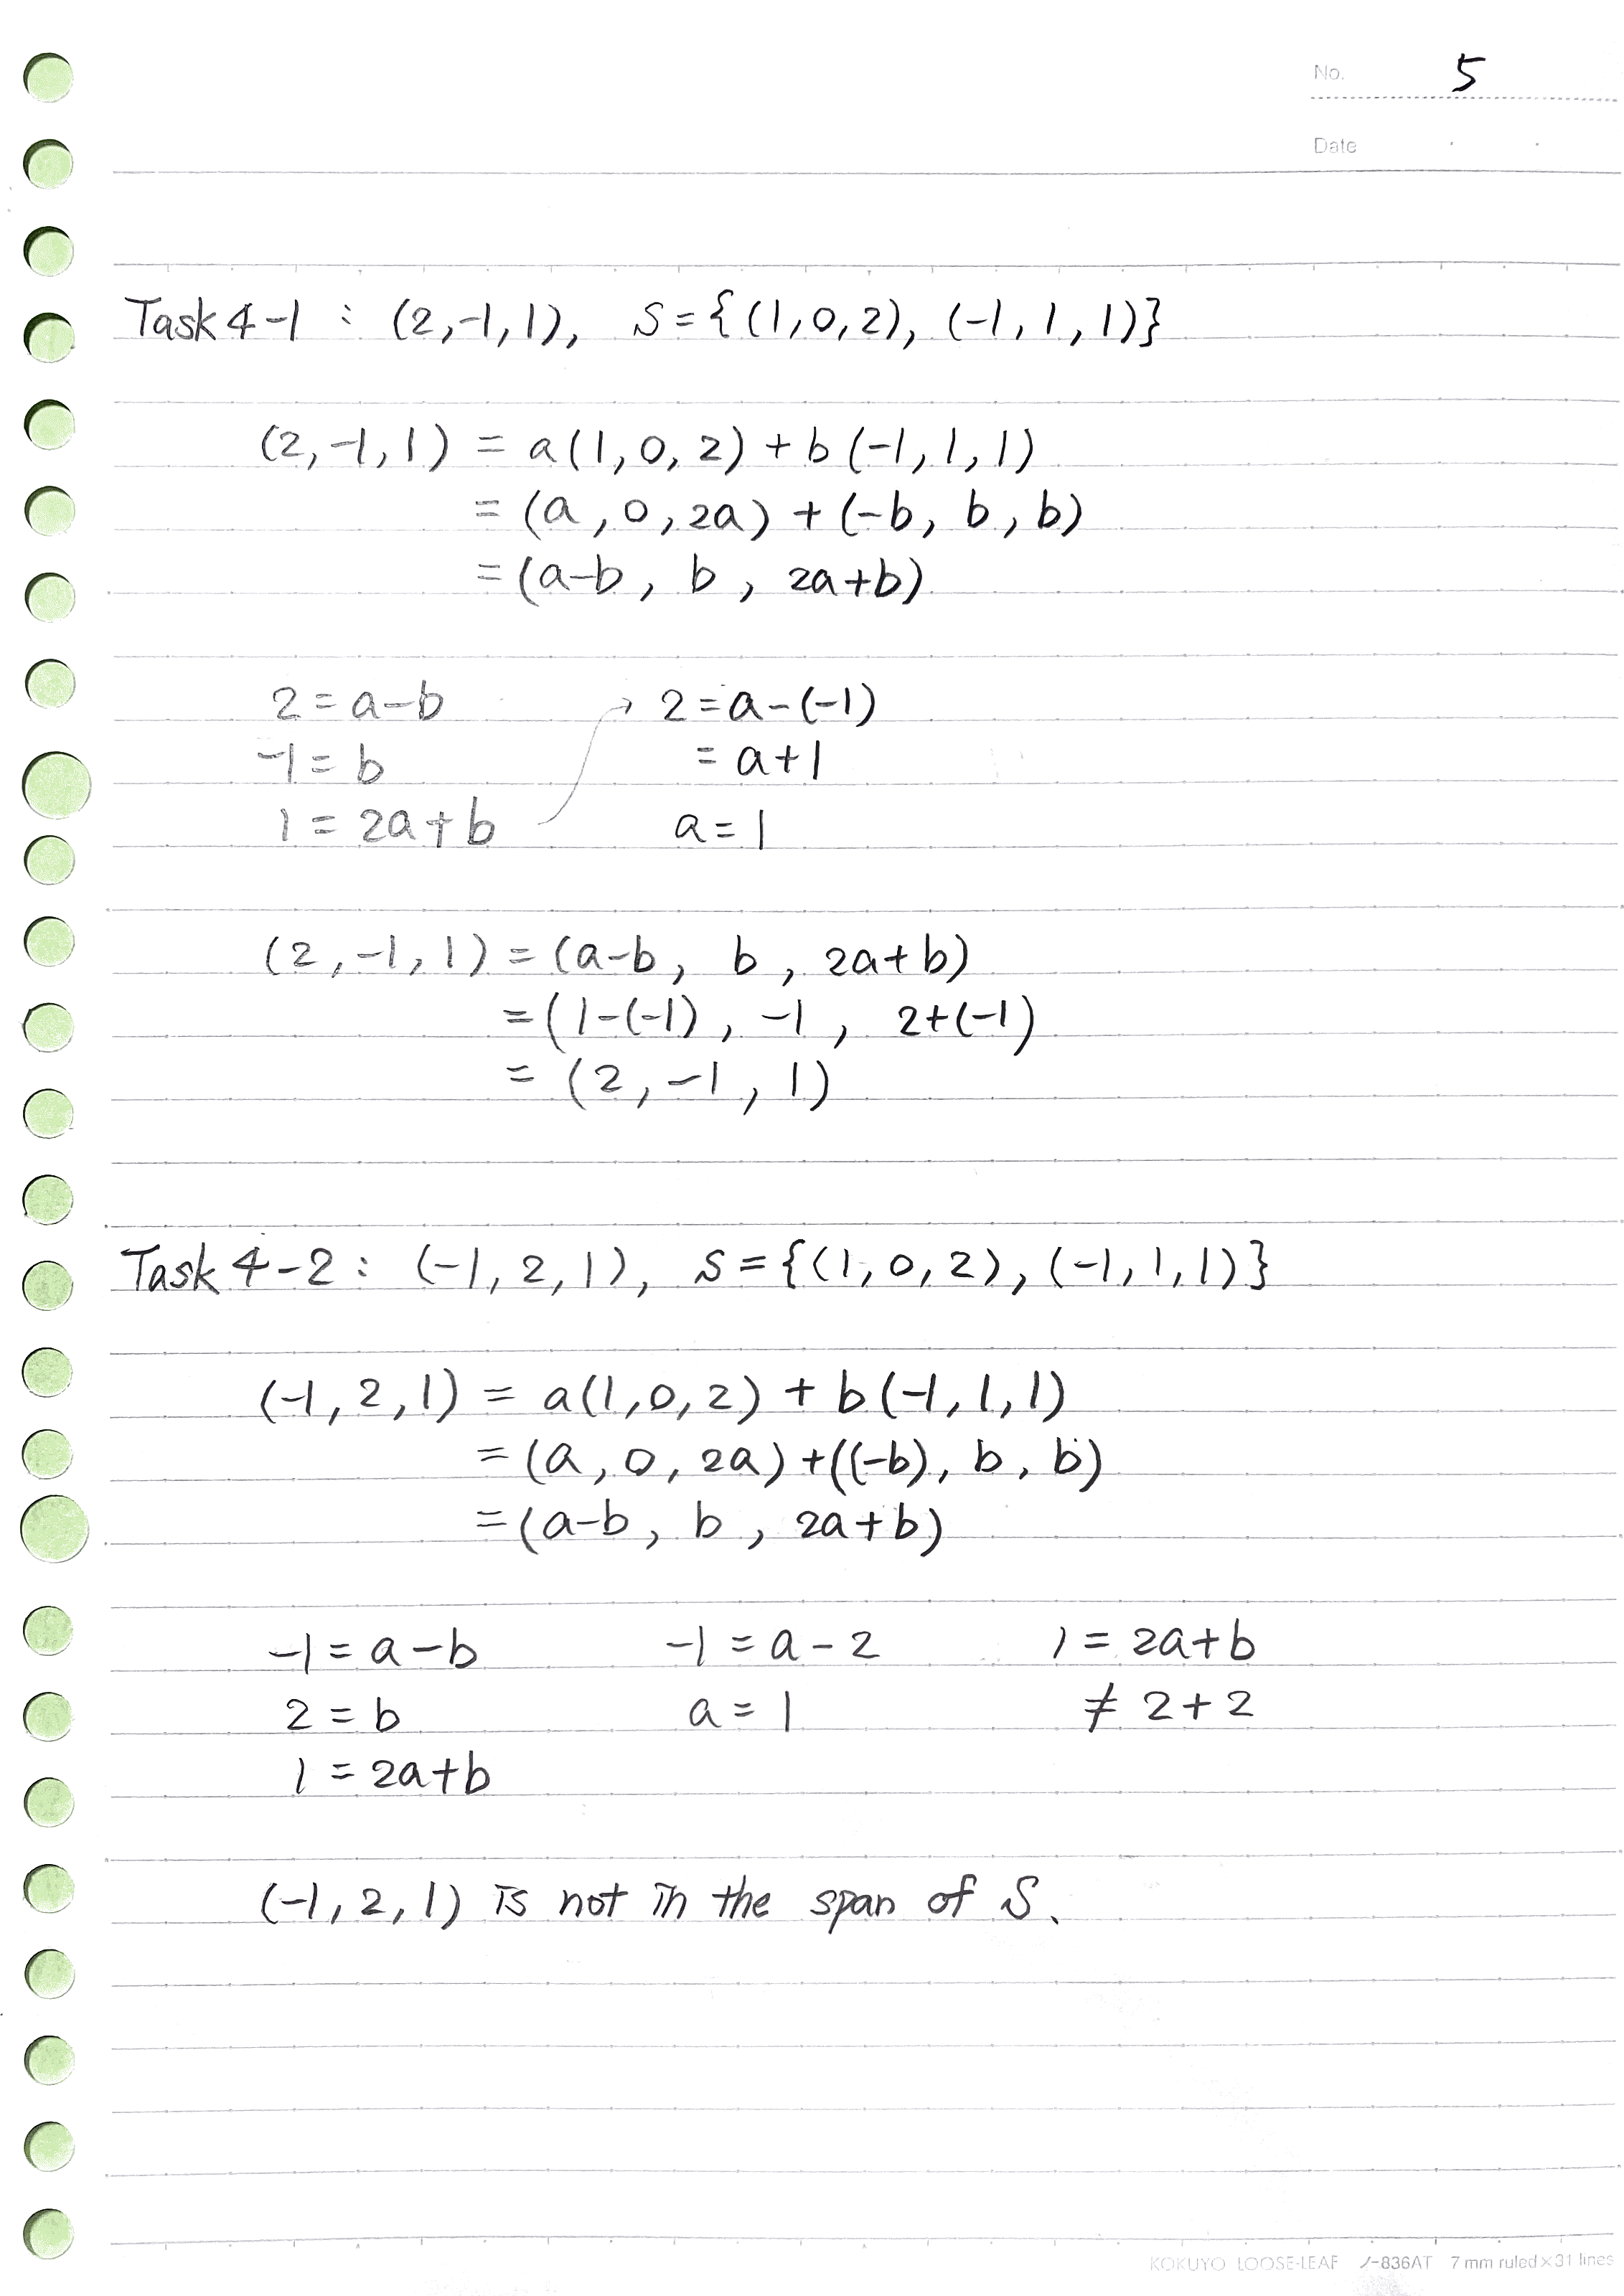 No. 5
Date
Task 4-1 : (2,-1,1), S={(1,0,2), (-1,1,1)}
(2,-1,1) = a(1,0,2)+b(-1,1,1)
=(a,0,2a)+(-b, b, b)
=(a-b, b, 2a+b)
2=a-b → 2=a-(-1)
-1=b =a+1
1=2a+b a=1
(2,-1,1)=(a-b, b, 2a+b)
=(1-(-1), -1, 2+(-1)
=(2,-1,1)
Task 4-2 : (-1,2,1), S={(1,0,2),(-1,1,1)}
(-1,2,1) = a(1,0,2)+b(-1,1,1)
=(a,0,2a)+((-b), b, b)
=(a-b, b, 2a+b)
-1=a-b -1=a-2 1=2a+b
2=b a=1 ≠2+2
1=2a+b
(-1,2,1) is not in the span of S.
KOKUYO LOOSE-LEAF ノ-836AT 7 mm ruled×31 lines